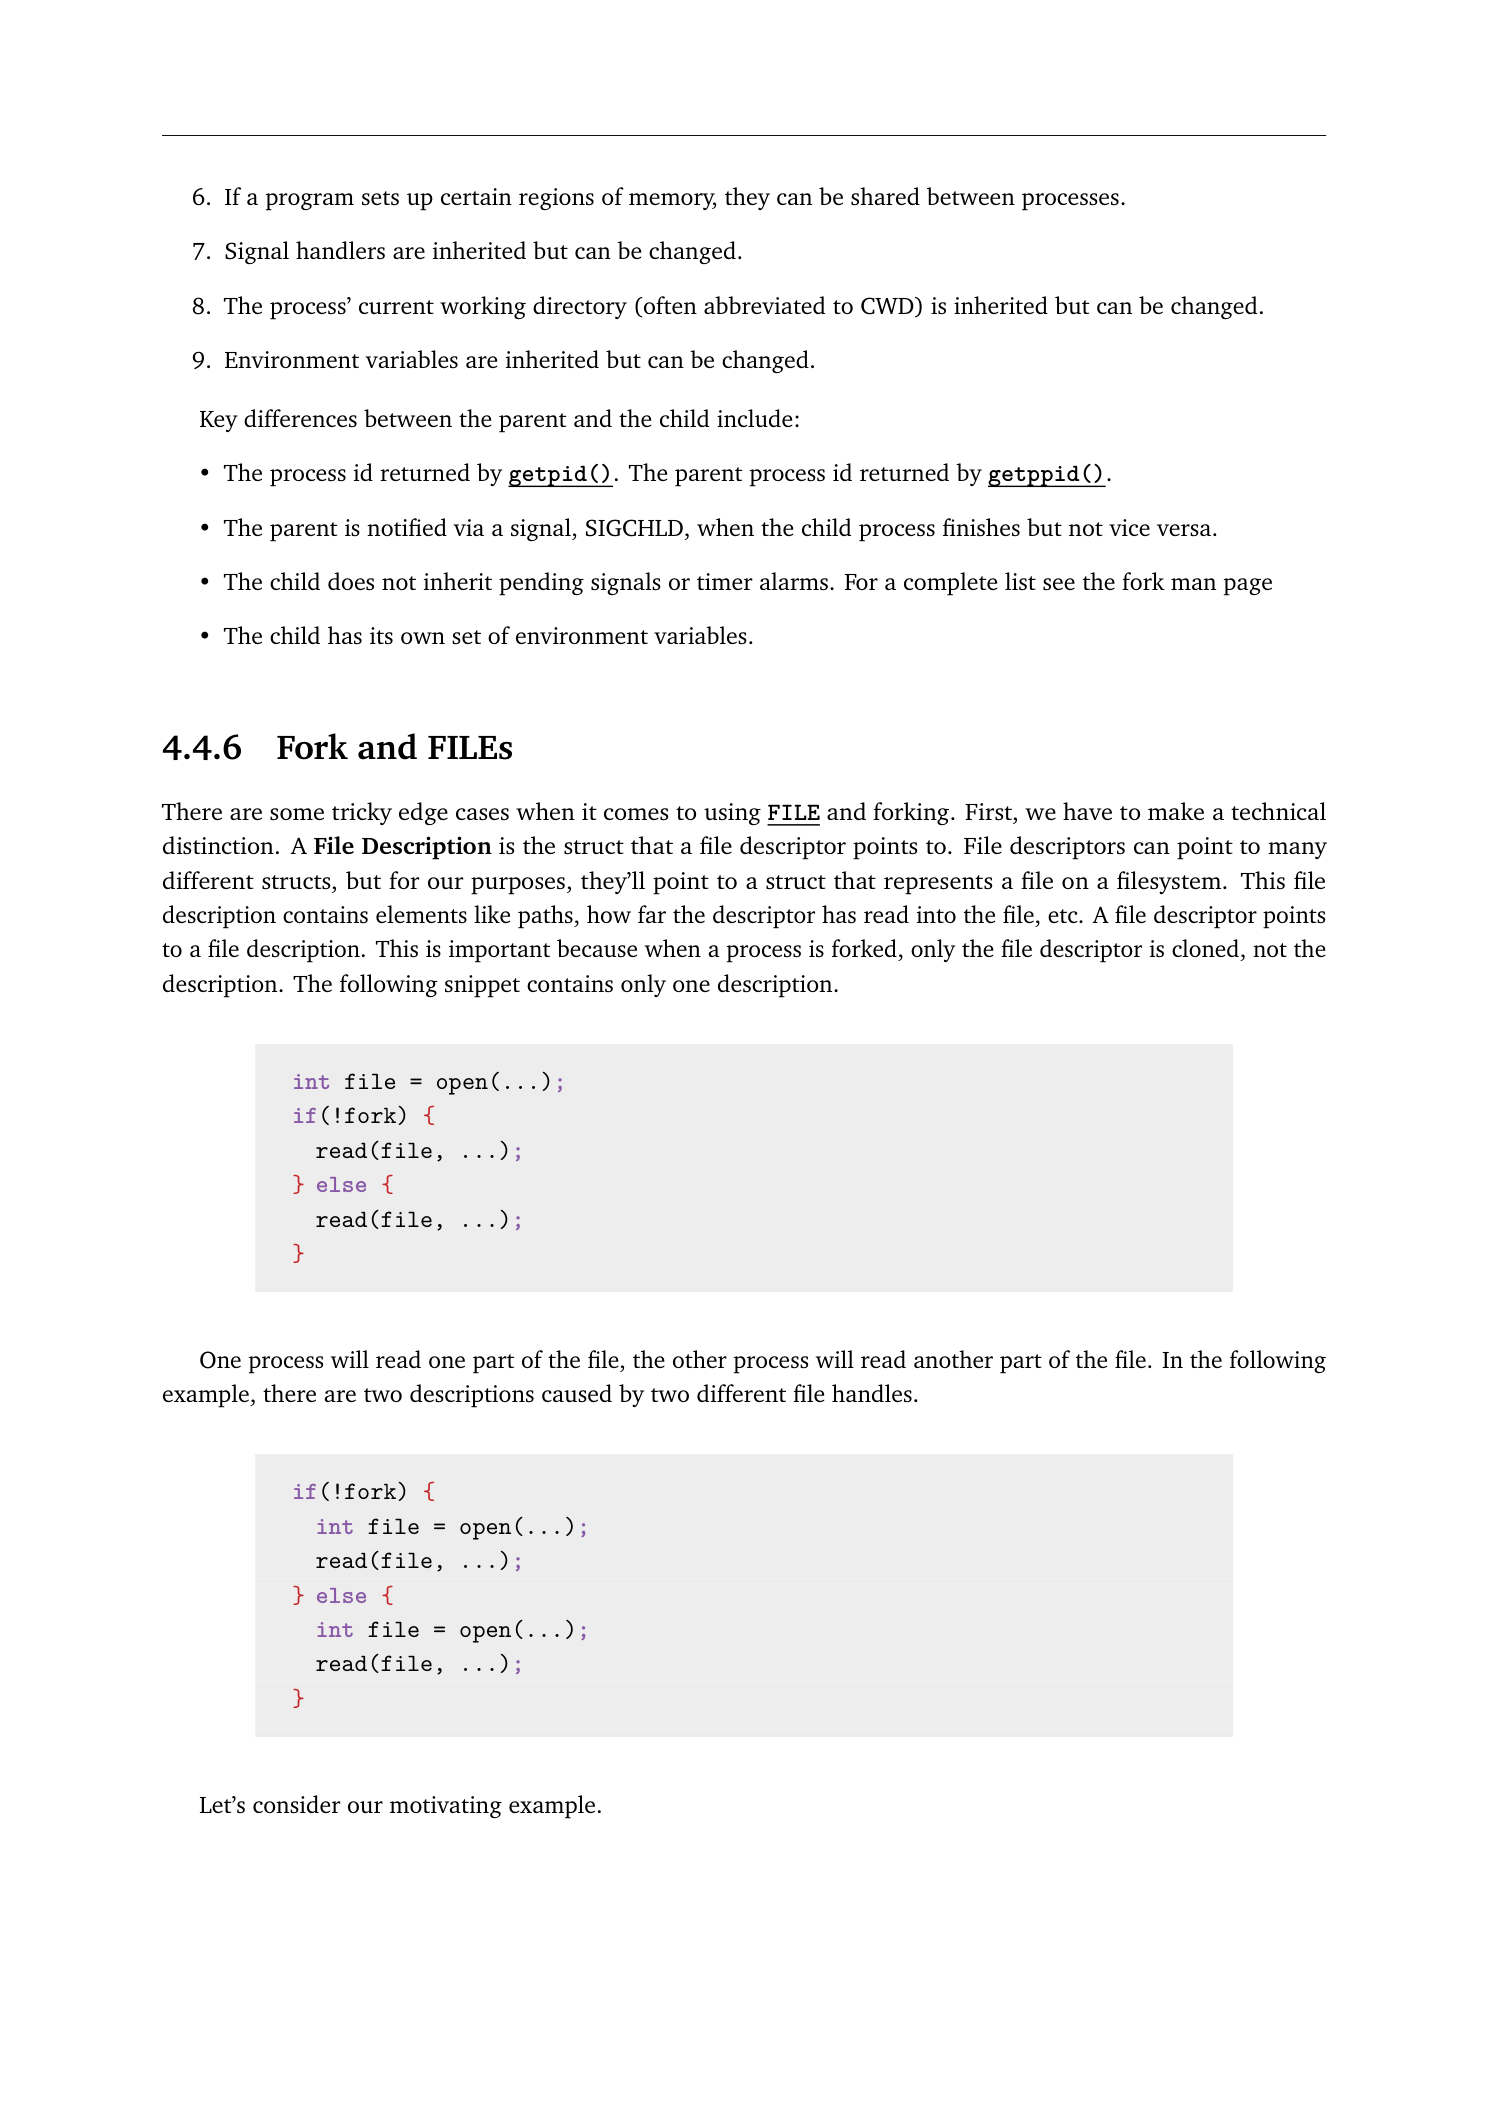 6. If a program sets up certain regions of memory, they can be shared between processes.
7. Signal handlers are inherited but can be changed.
8. The process’ current working directory (often abbreviated to CWD) is inherited but can be changed.
9. Environment variables are inherited but can be changed.
Key differences between the parent and the child include:
• The process id returned by getpid(). The parent process id returned by getppid().
• The parent is notified via a signal, SIGCHLD, when the child process finishes but not vice versa.
• The child does not inherit pending signals or timer alarms. For a complete list see the fork man page
• The child has its own set of environment variables.
4.4.6 Fork and FILEs
There are some tricky edge cases when it comes to using FILE and forking. First, we have to make a technical
distinction. A File Description is the struct that a file descriptor points to. File descriptors can point to many
different structs, but for our purposes, they’ll point to a struct that represents a file on a filesystem. This file
description contains elements like paths, how far the descriptor has read into the file, etc. A file descriptor points
to a file description. This is important because when a process is forked, only the file descriptor is cloned, not the
description. The following snippet contains only one description.
int file = open(...);
if(!fork) {
  read(file, ...);
} else {
  read(file, ...);
}
One process will read one part of the file, the other process will read another part of the file. In the following
example, there are two descriptions caused by two different file handles.
if(!fork) {
  int file = open(...);
  read(file, ...);
} else {
  int file = open(...);
  read(file, ...);
}
Let’s consider our motivating example.